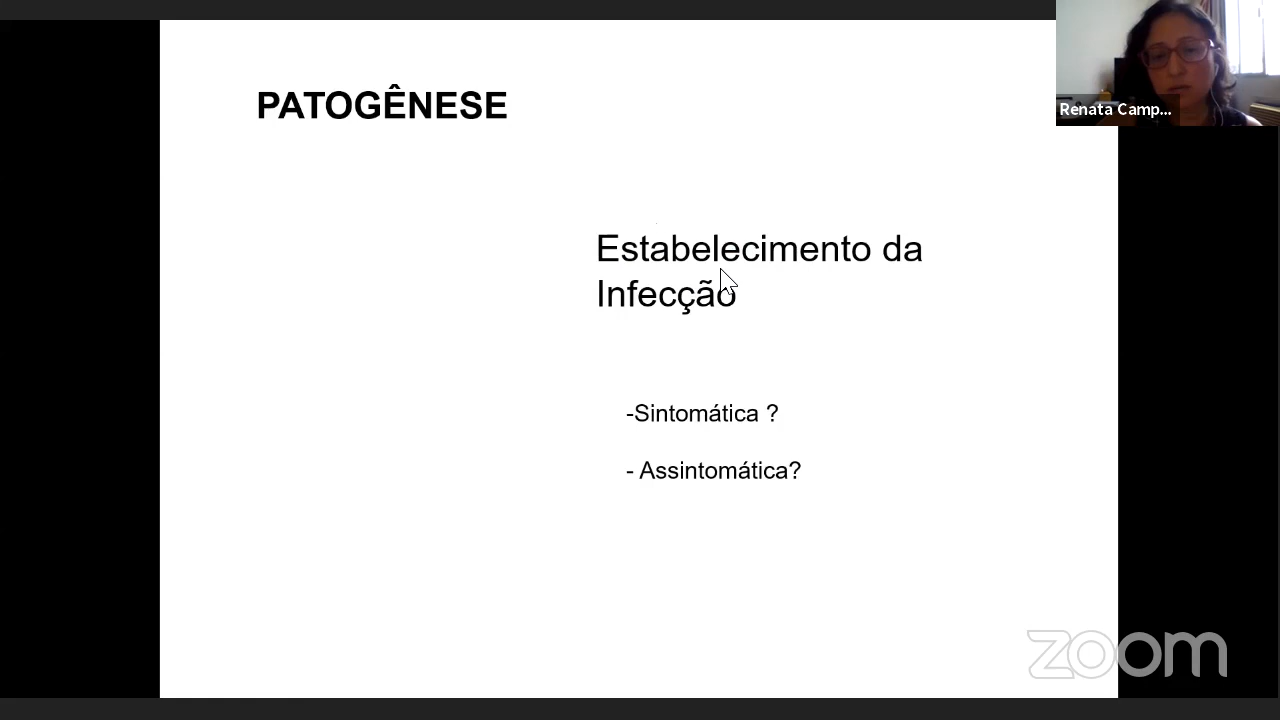 PATOGÊNESE
Renata Camp...
Estabelecimento da
Infecção
-Sintomática ?
- Assintomática?
zoom